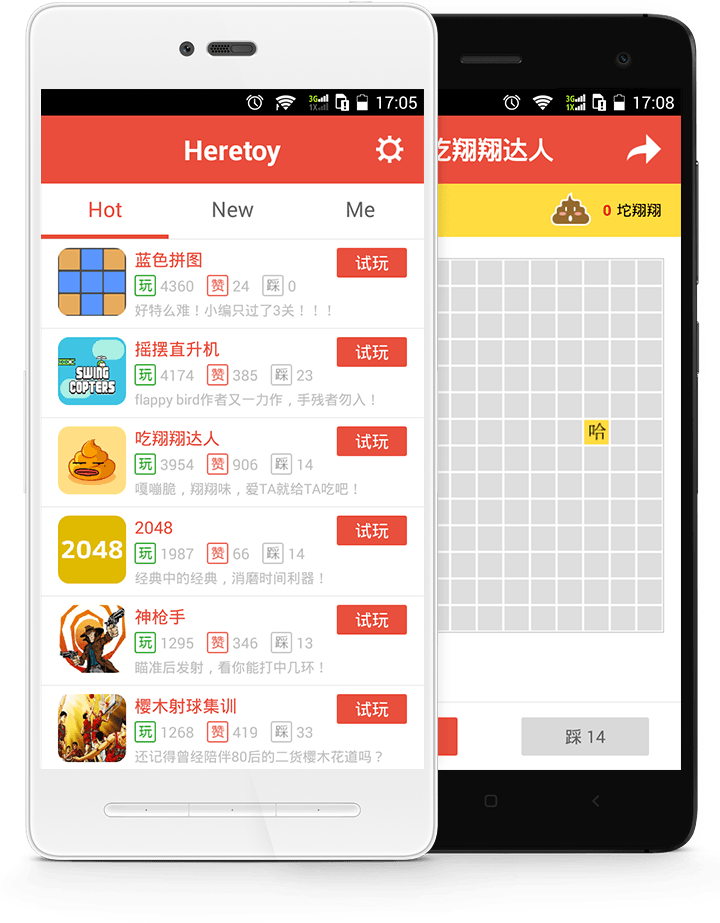 17:05
Heretoy
Hot New Me
蓝色拼图
试玩
玩 4360 赞 24 踩 0
好特么难！小编只过了3关！！！
摇摆直升机
试玩
玩 4174 赞 385 踩 23
flappy bird作者又一力作，手残者勿入！
SWING
COPTERS
吃翔翔达人
试玩
玩 3954 赞 906 踩 14
嘎嘣脆，翔翔味，爱TA就给TA吃吧！
2048
2048
试玩
玩 1987 赞 66 踩 14
经典中的经典，消磨时间利器！
神枪手
试玩
玩 1295 赞 346 踩 13
瞄准后发射，看你能打中几环！
樱木射球集训
试玩
玩 1268 赞 419 踩 33
还记得曾经陪伴80后的二货樱木花道吗？
3G
1X
17:08
3G
1X
吃翔翔达人
0 坨翔翔
哈
踩 14